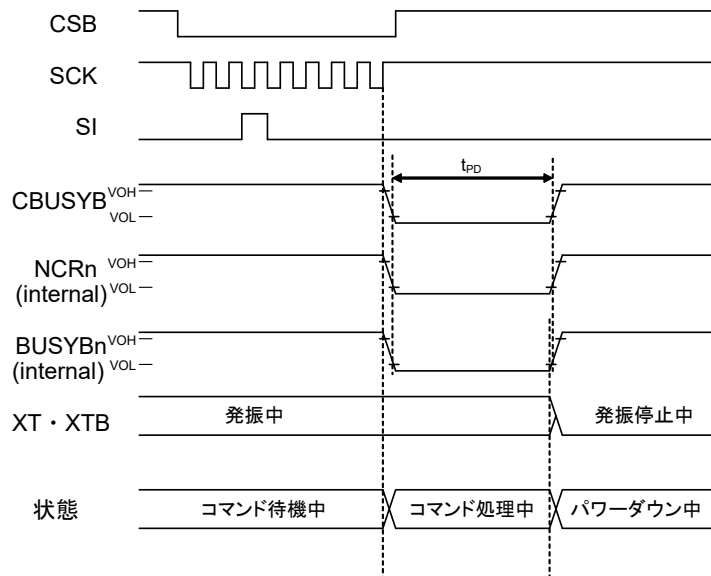 CSB
SCK
SI
tPD
CBUSYB VOH
VOL
NCRn VOH
(internal) VOL
BUSYBn VOH
(internal) VOL
XT・XTB 発振中 発振停止中
状態 コマンド待機中 コマンド処理中 パワーダウン中